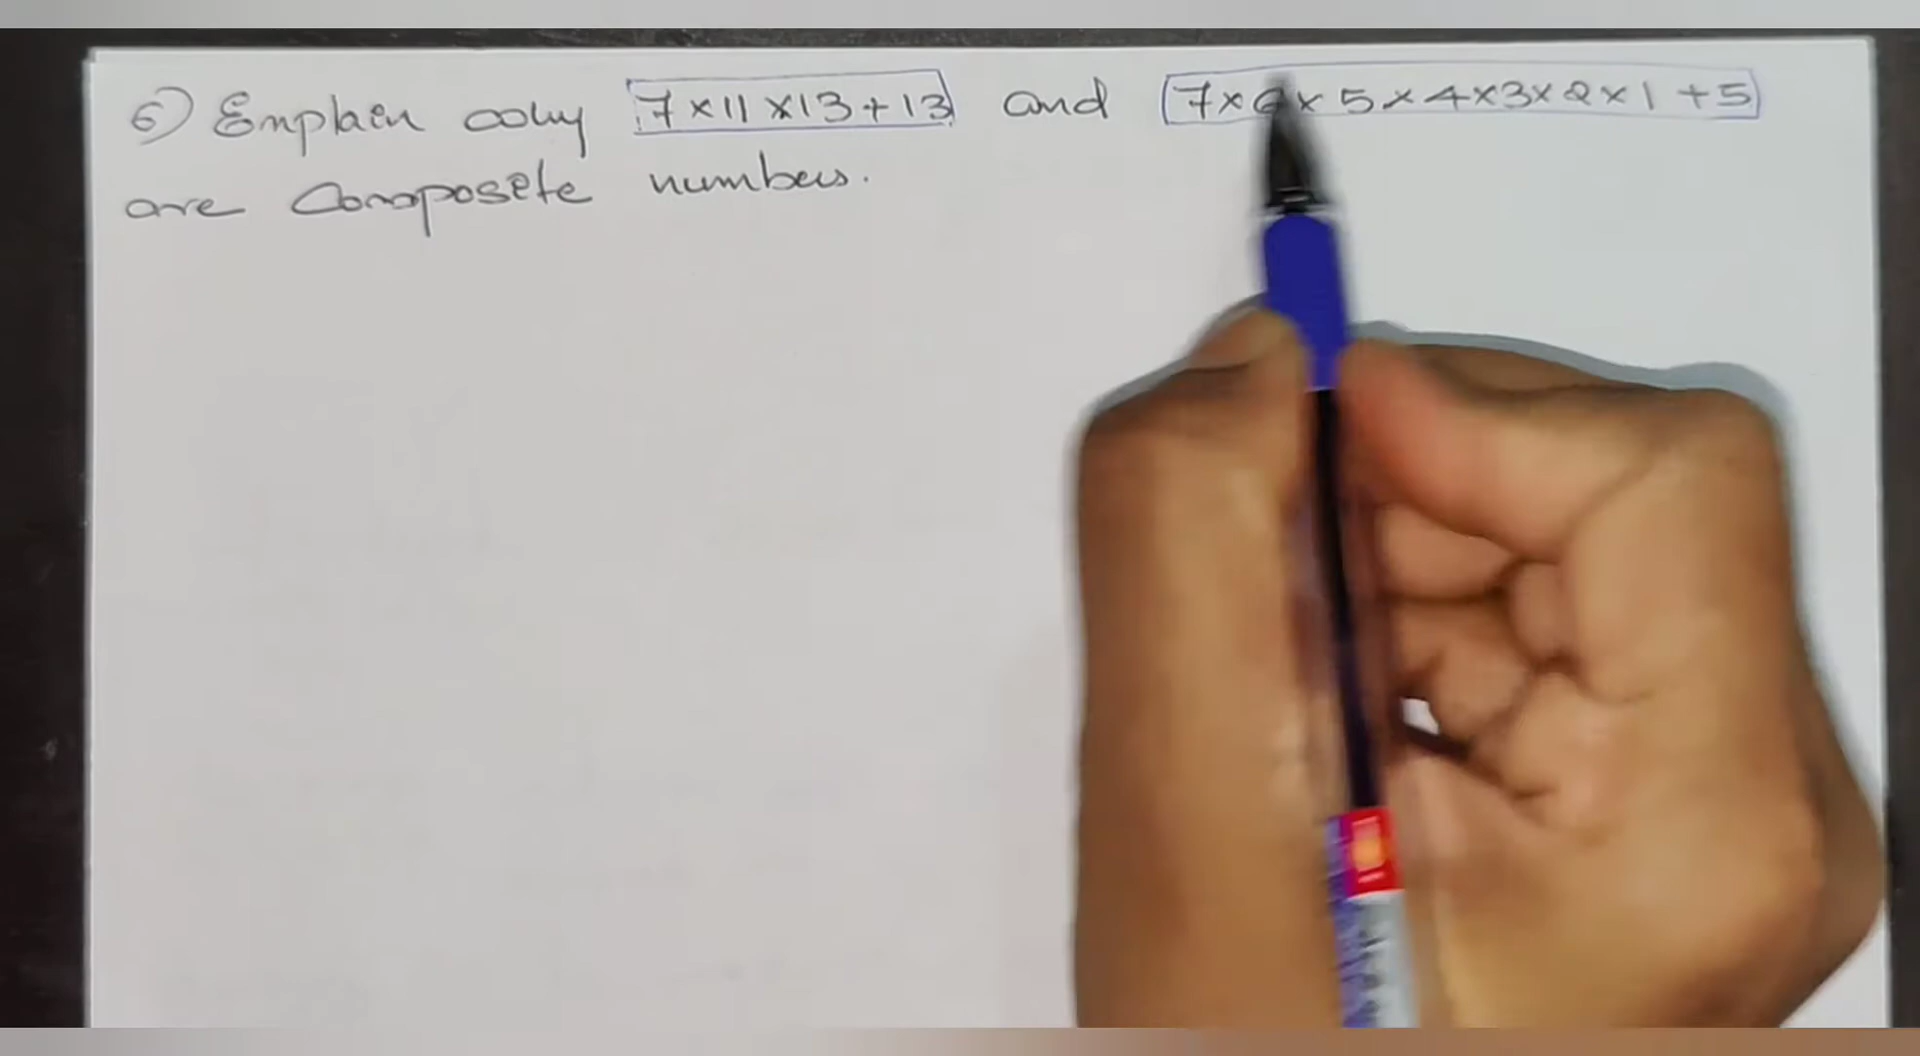 6) Explain why 7×11×13+13 and 7×6×5×4×3×2×1+5
are Composite numbers.